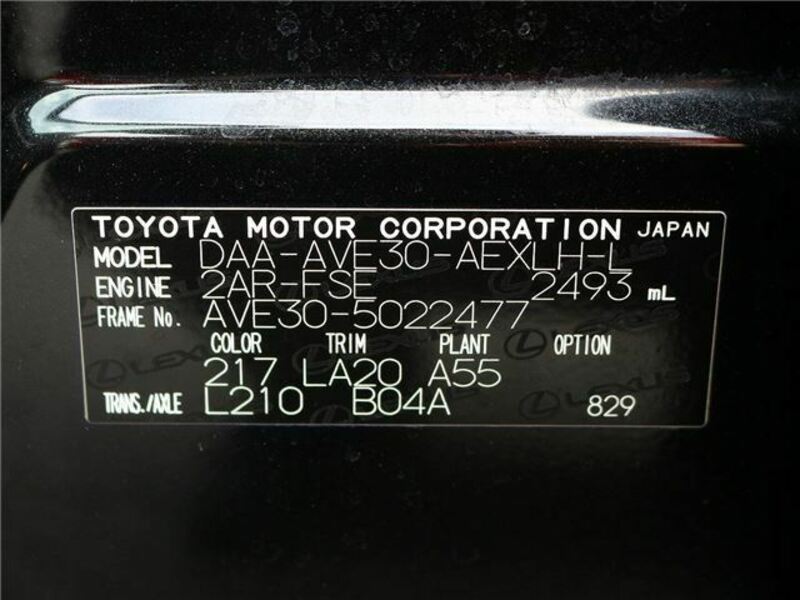 TOYOTA MOTOR CORPORATION JAPAN
MODEL DAA-AVE30-AEXLH-L
ENGINE 2AR-FSE 2493 mL
FRAME No. AVE30-5022477
COLOR TRIM PLANT OPTION
217 LA20 A55
TRANS./AXLE L210 B04A 829